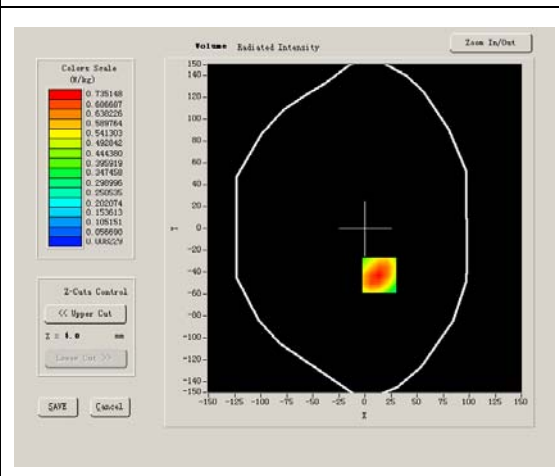 Volume Radiated Intensity
Zoom In/Out
Colors Scale
(W/kg)
0.735148
0.686687
0.638226
0.589764
0.541303
0.492842
0.444380
0.395919
0.347458
0.298996
0.250535
0.202074
0.153613
0.105151
0.056690
0.008229
Z-Cuts Control
<< Upper Cut
Z = mm
Lower Cut >>
SAVE Cancel
150
140
120
100
80
60
40
20
0
-20
-40
-60
-80
-100
-120
-140
-150
Y
-150 -125 -100 -75 -50 -25 0 25 50 75 100 125 150
X